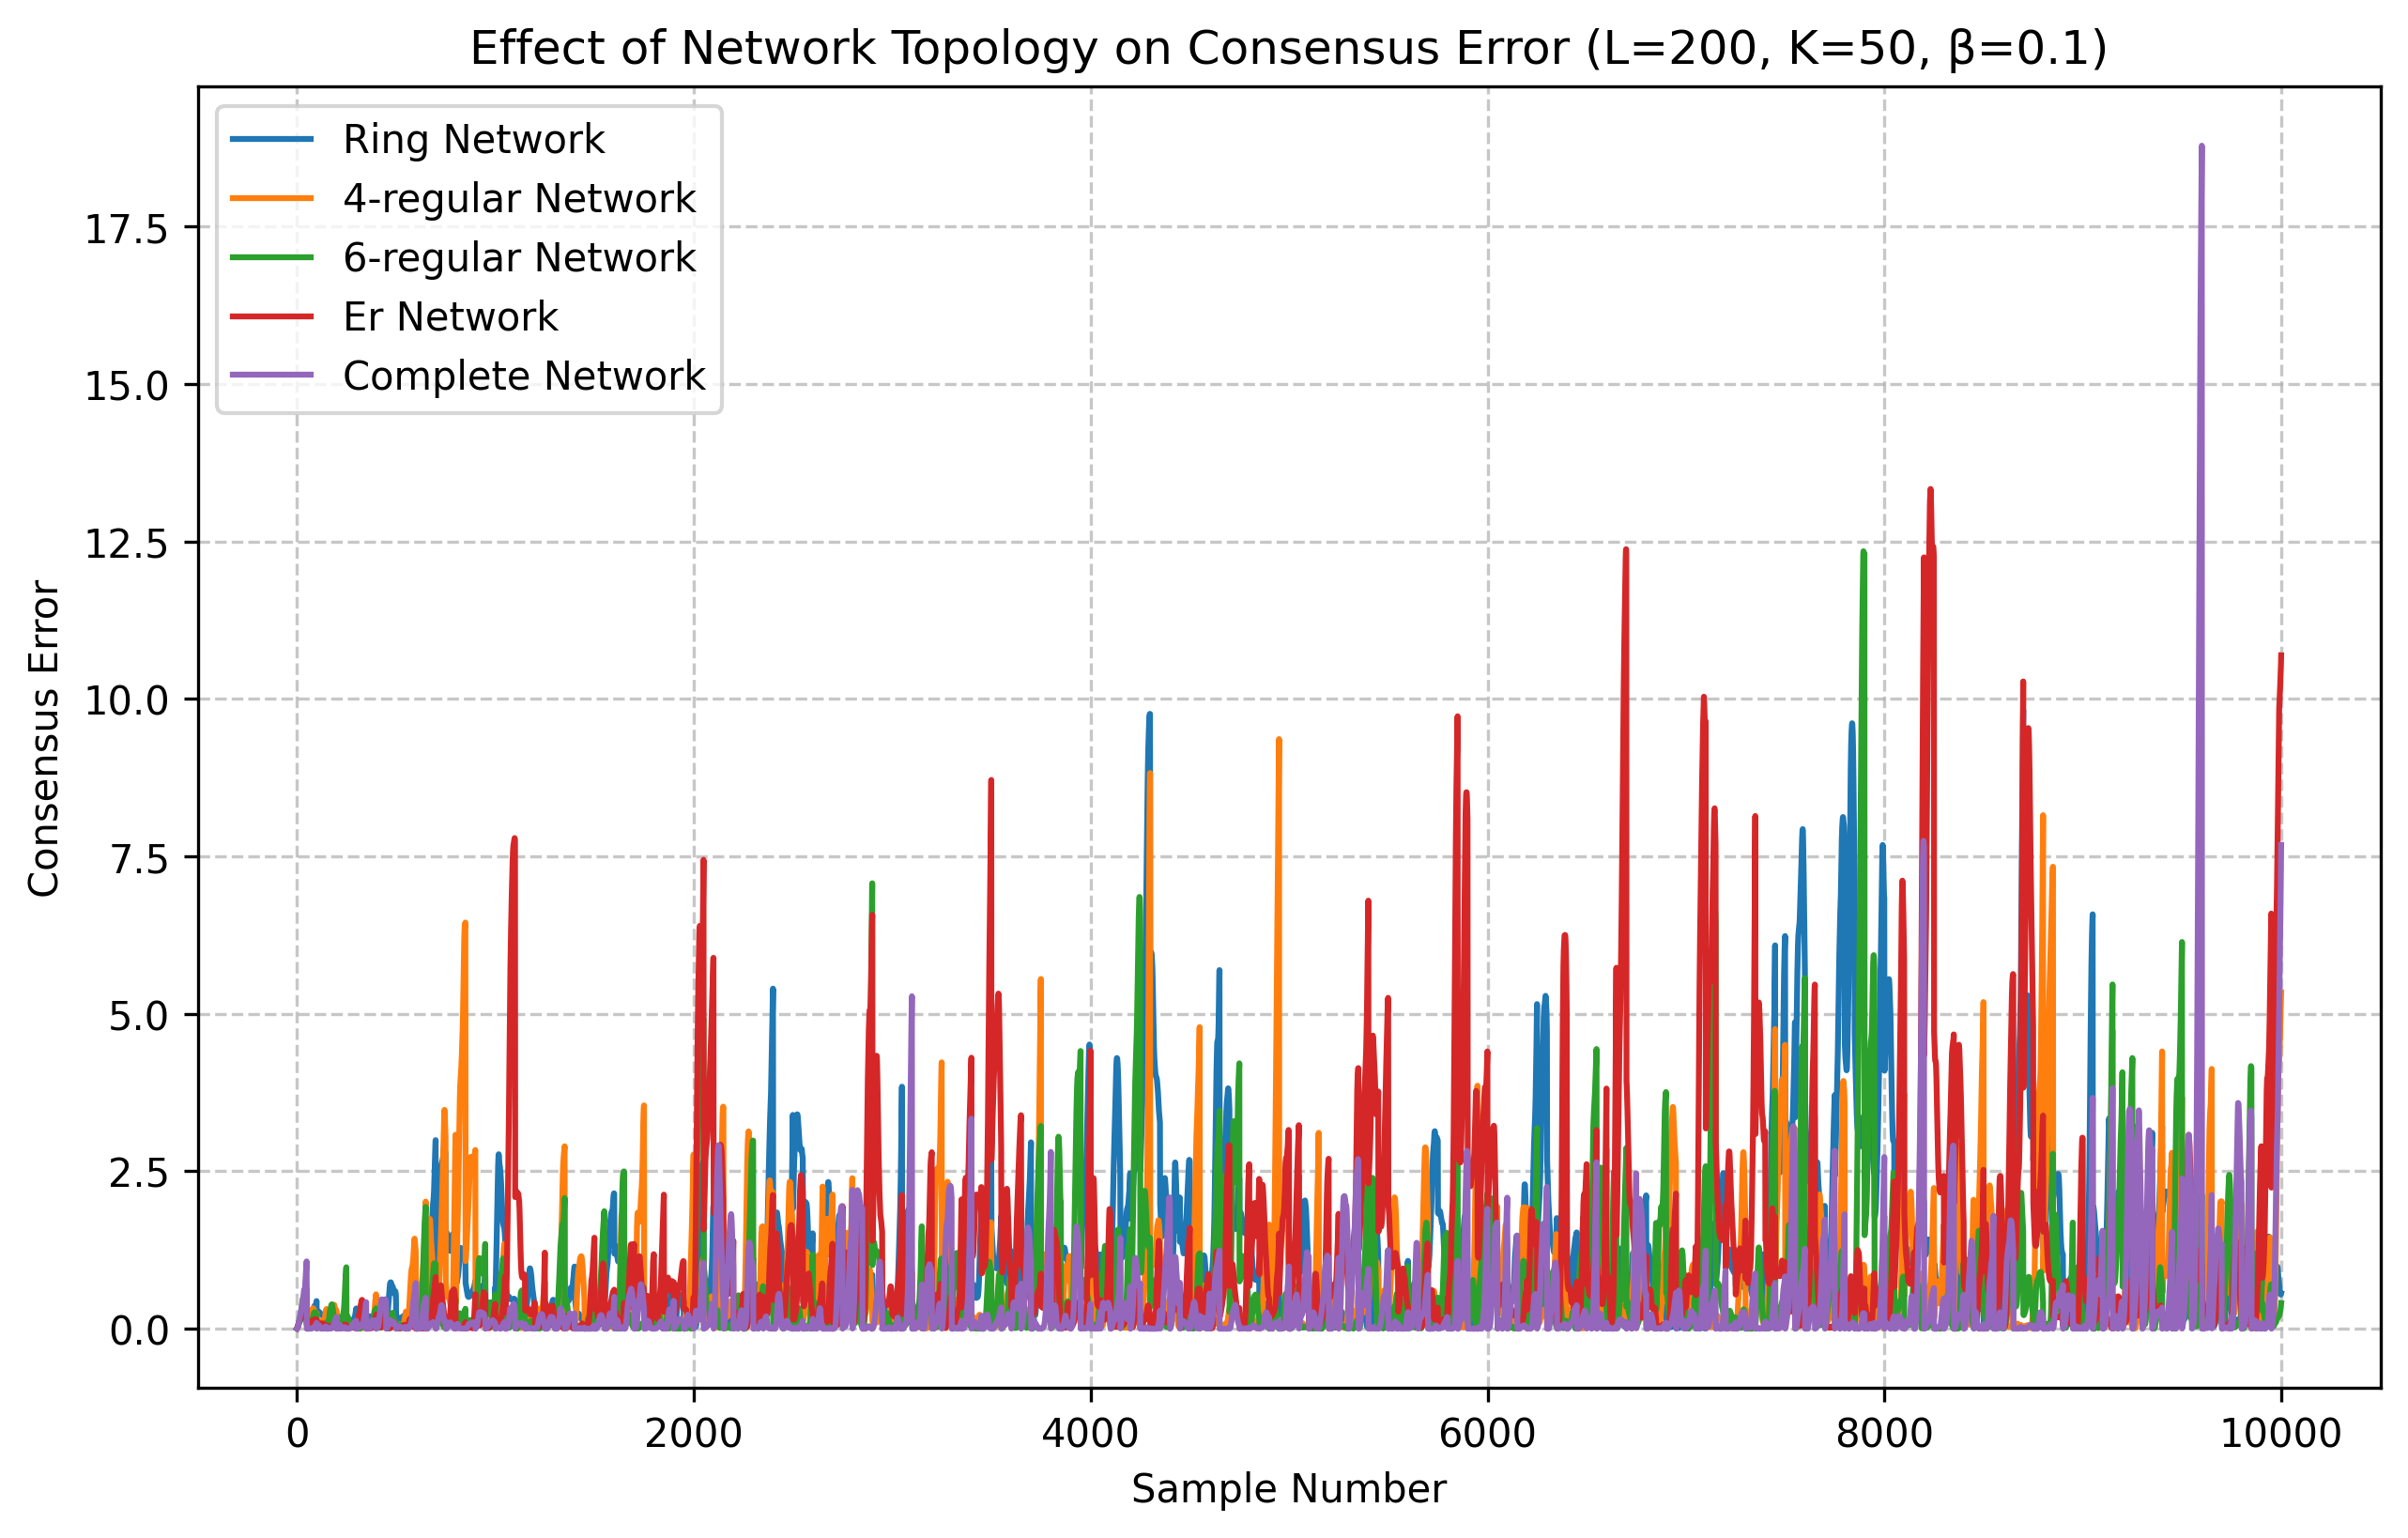 Effect of Network Topology on Consensus Error (L=200, K=50, β=0.1)
Ring Network
4-regular Network
6-regular Network
Er Network
Complete Network
17.5
15.0
12.5
10.0
7.5
5.0
2.5
0.0
Consensus Error
0 2000 4000 6000 8000 10000
Sample Number